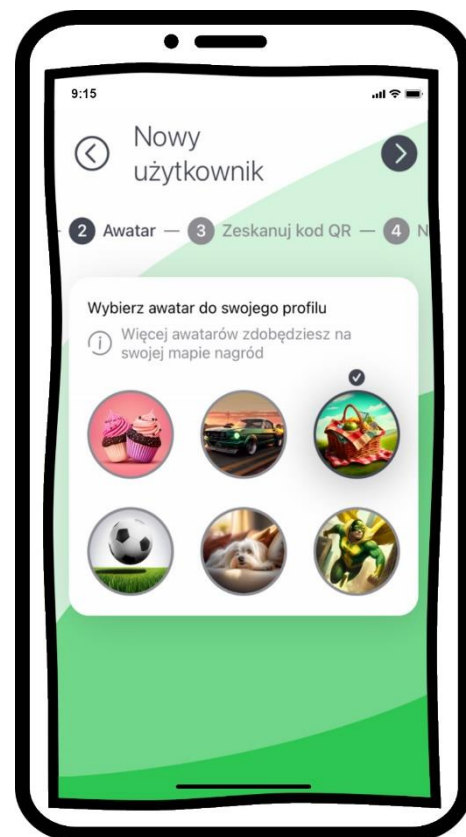 9:15
Nowy
użytkownik
2 Awatar — 3 Zeskanuj kod QR — 4 N
Wybierz awatar do swojego profilu
Więcej awatarów zdobędziesz na
swojej mapie nagród